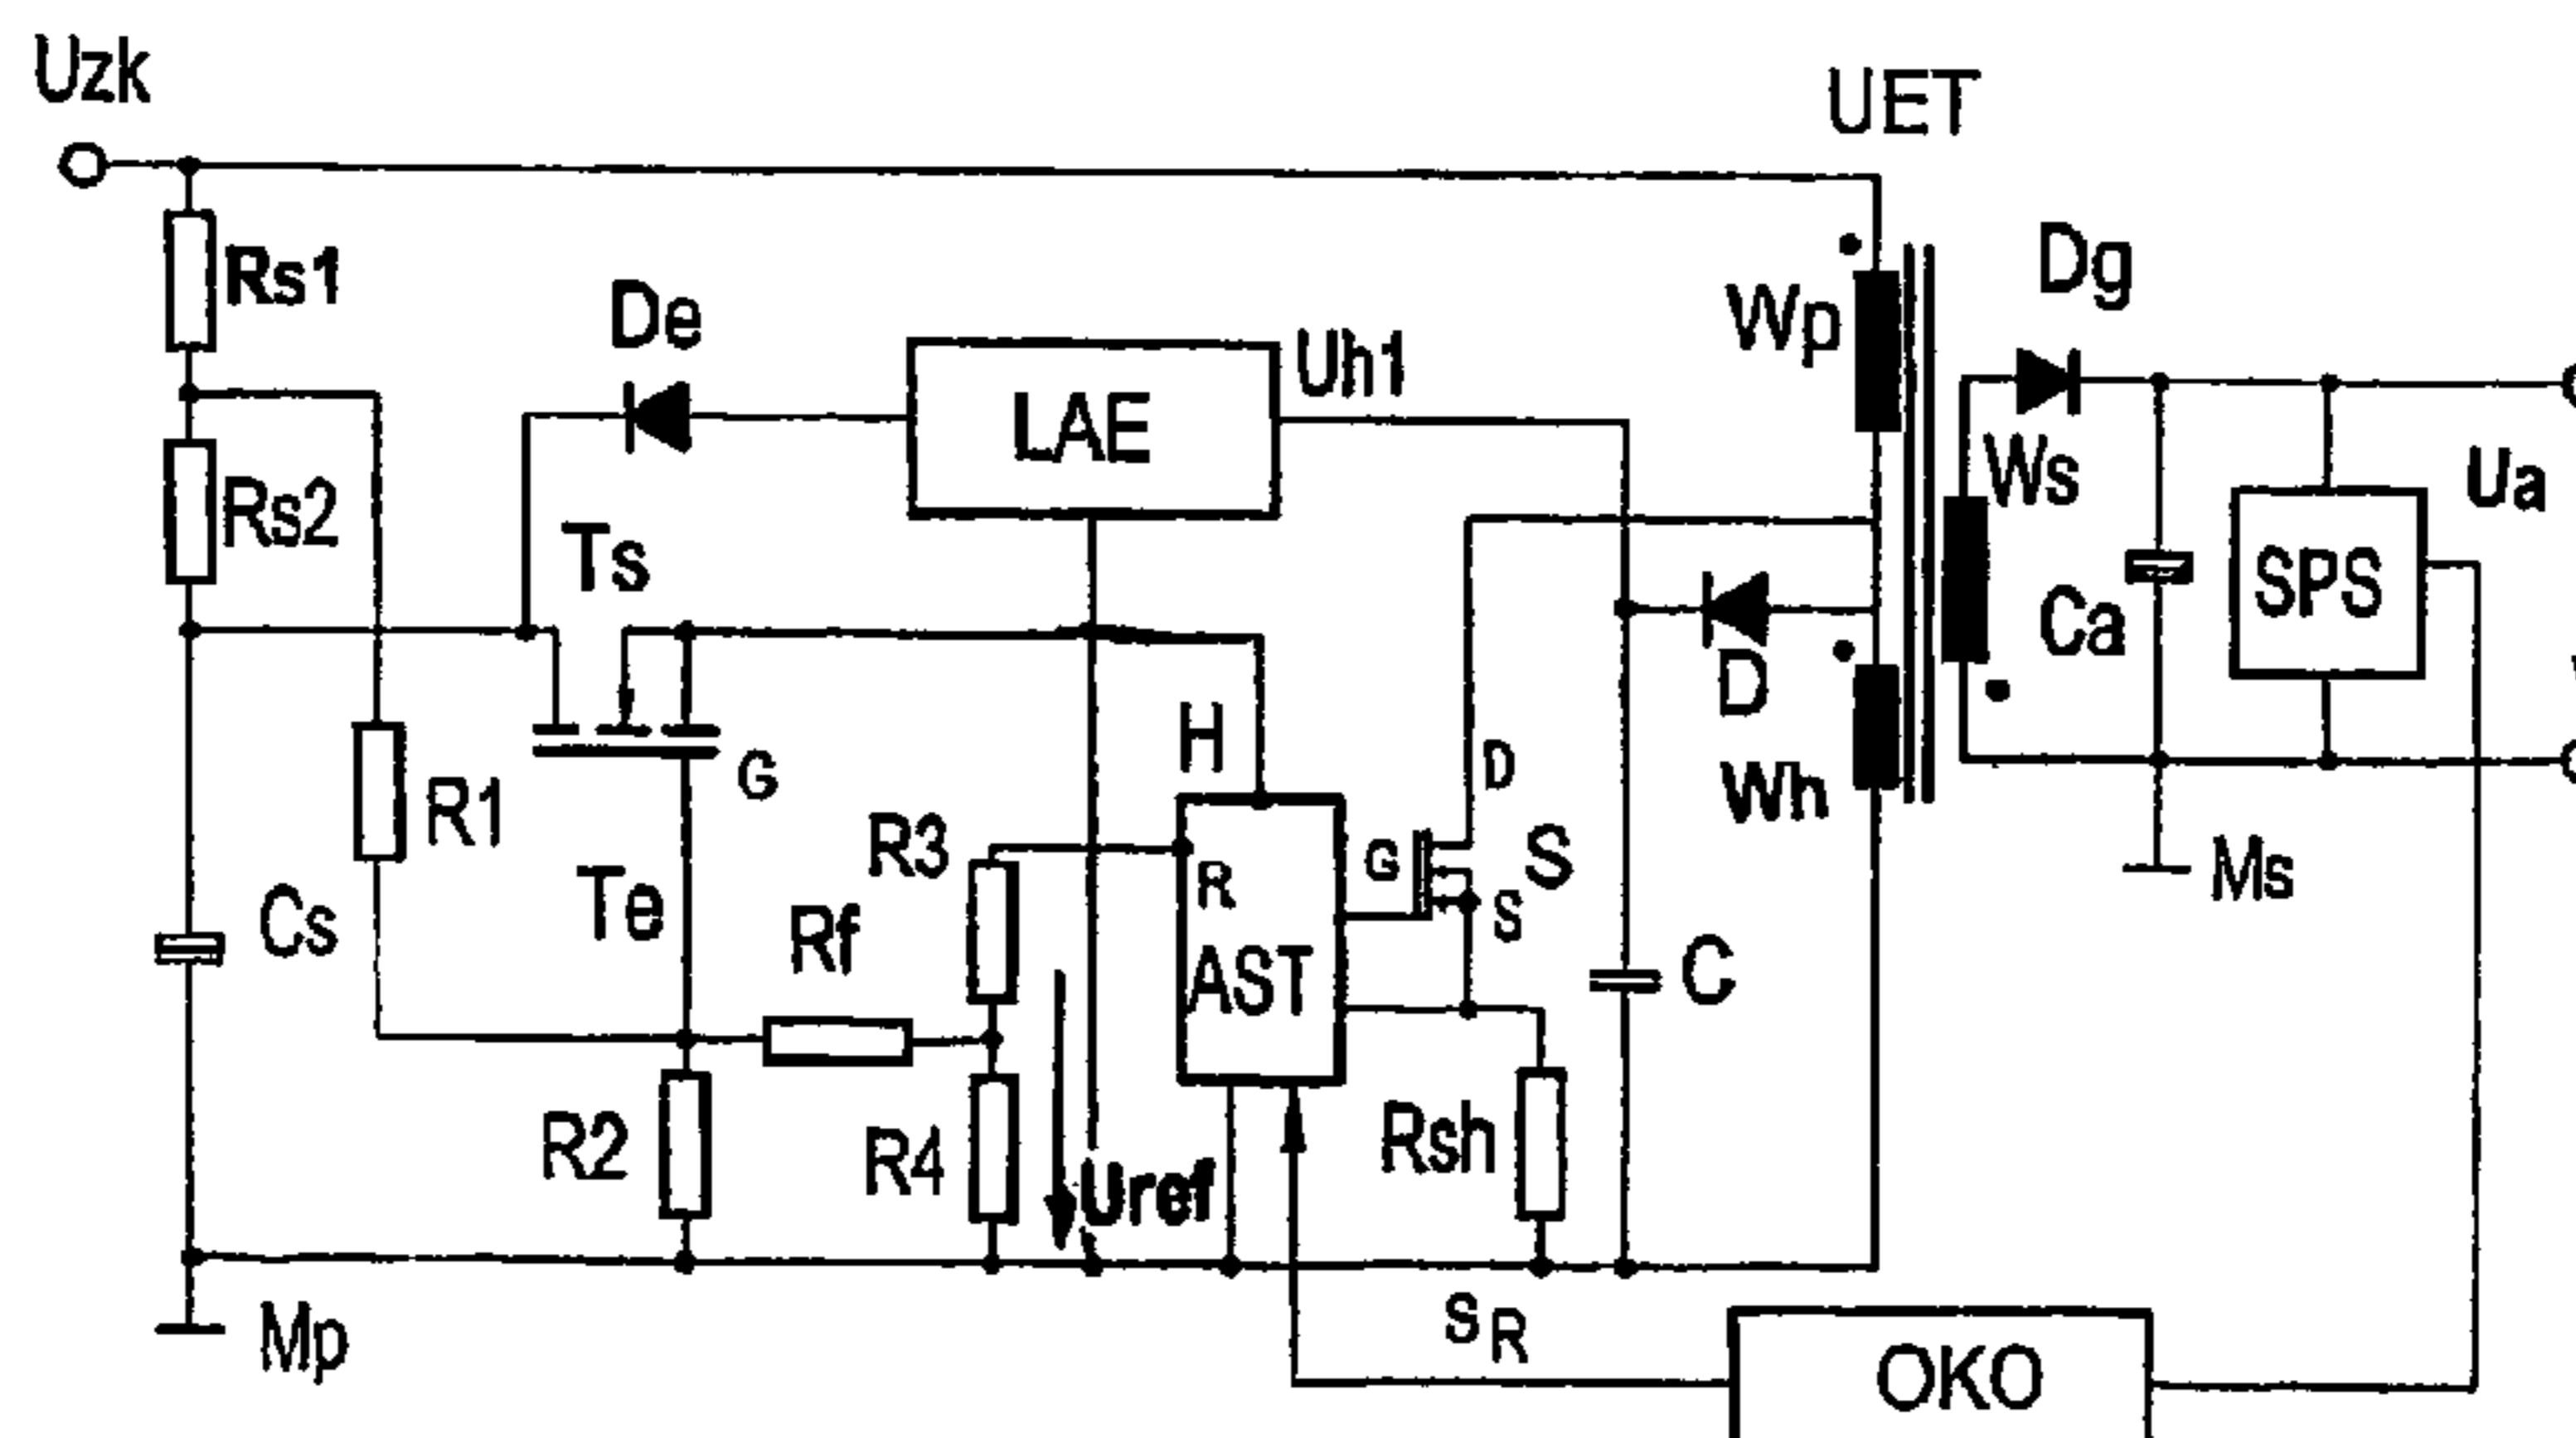 Uzk
UET
Rs1
De
Uh1
Wp
Dg
LAE
Rs2
Ts
Ws
Ua
SPS
Ca
D
Wh
H
D
G
R1
R3
G
S
S
R
Te
Rf
AST
Cs
C
Ms
R2
R4
Uref
Rsh
Mp
S R
OKO